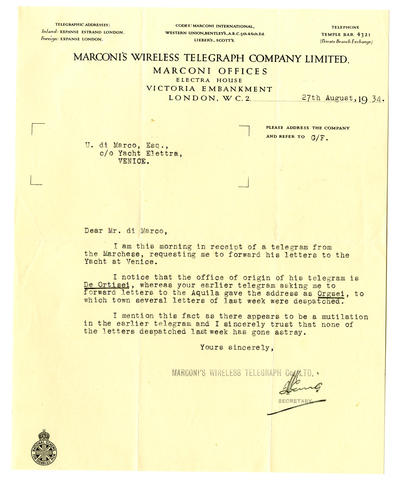 TELEGRAPHIC ADDRESSES:
Inland: EXPANSE ESTRAND LONDON.
Foreign: EXPANSE LONDON.
CODES: MARCONI INTERNATIONAL,
WESTERN UNION, BENTLEY'S, A.B.C. 5th & 6th Ed.
LIEBER'S, SCOTT'S.
TELEPHONE
TEMPLE BAR 4321
(Private Branch Exchange)
MARCONI'S WIRELESS TELEGRAPH COMPANY LIMITED.
MARCONI OFFICES
ELECTRA HOUSE
VICTORIA EMBANKMENT
LONDON, W.C. 2.
27th August, 1934.
PLEASE ADDRESS THE COMPANY
AND REFER TO G/F.
U. di Marco, Esq.,
c/o Yacht Elettra,
VENICE.
Dear Mr. di Marco,
I am this morning in receipt of a telegram from
the Marchese, requesting me to forward his letters to the
Yacht at Venice.
I notice that the office of origin of his telegram is
De Ortisei, whereas your earlier telegram asking me to
forward letters to the Aquila gave the address as Orgsei, to
which town several letters of last week were despatched.
I mention this fact as there appears to be a mutilation
in the earlier telegram and I sincerely trust that none of
the letters despatched last week has gone astray.
Yours sincerely,
MARCONI'S WIRELESS TELEGRAPH Co. LTD.
SECRETARY